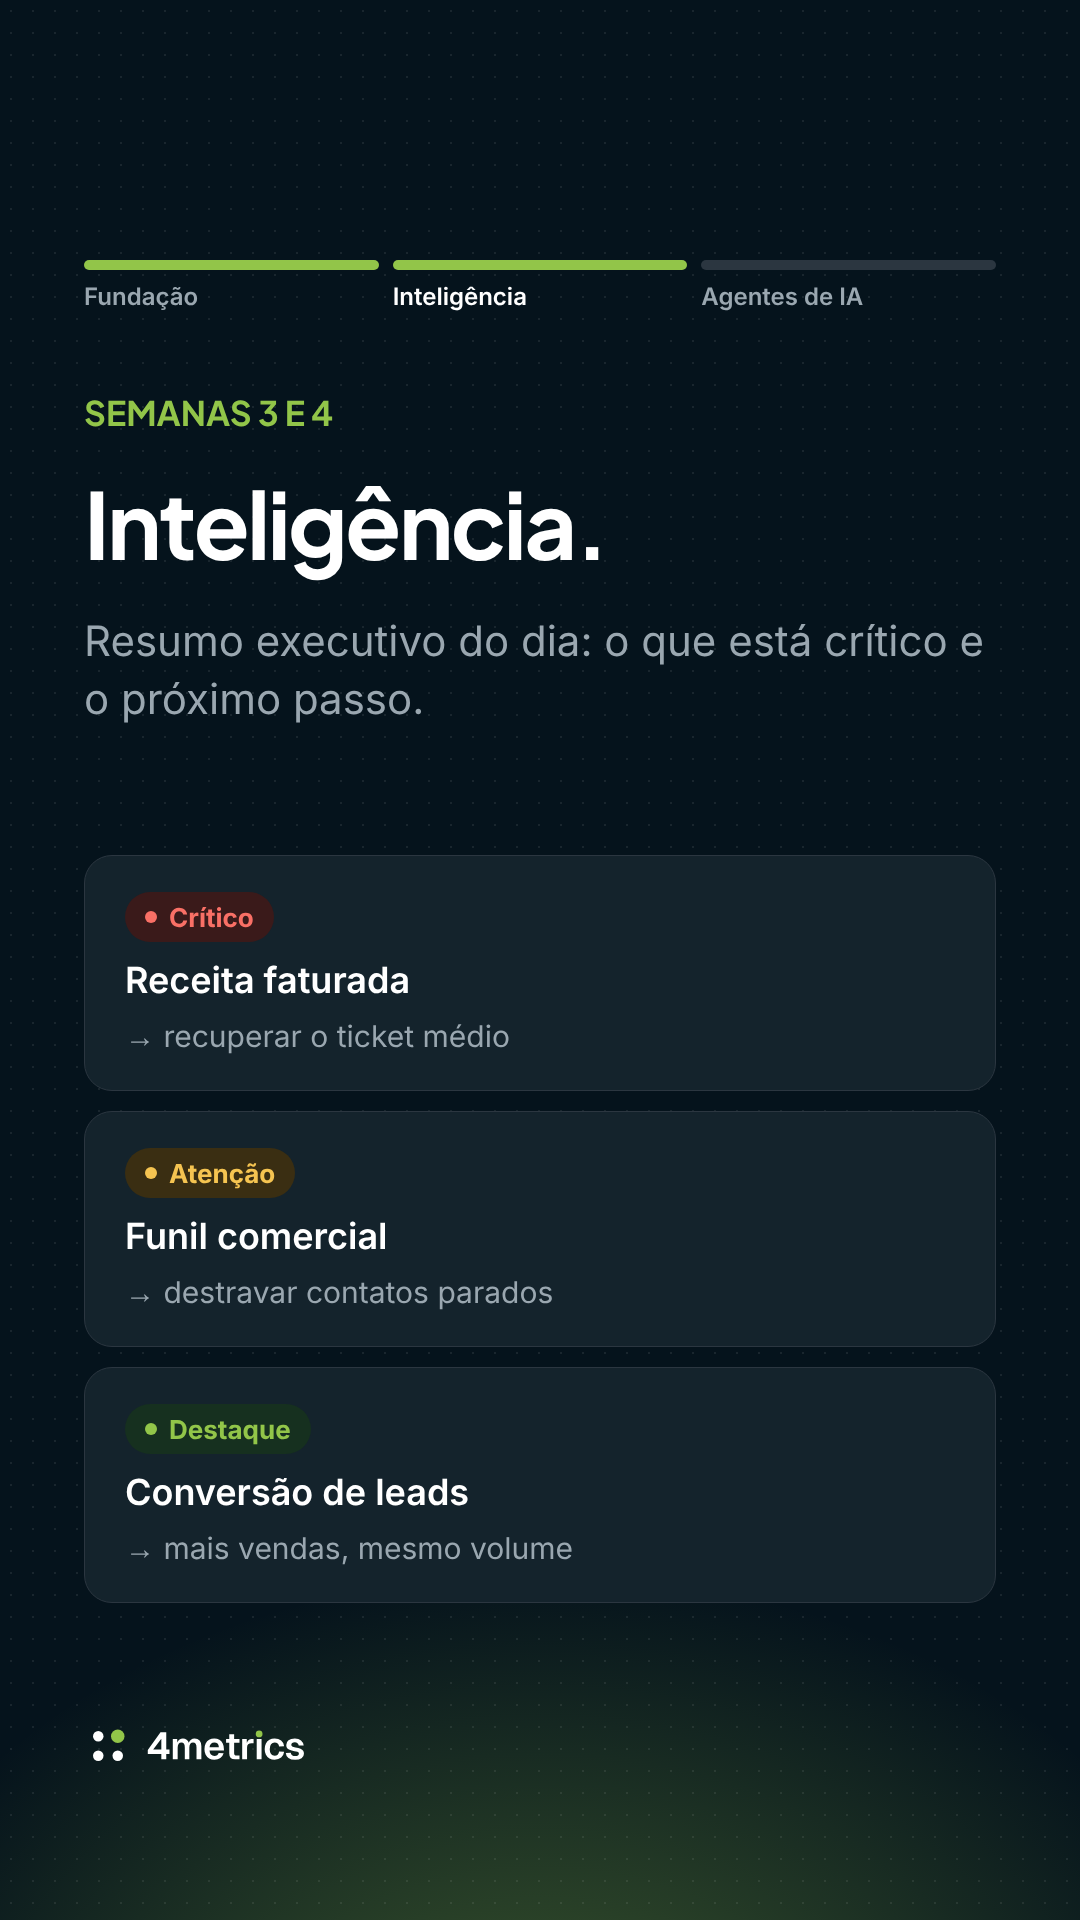 Fundação
Inteligência
Agentes de IA
SEMANAS 3 E 4
Inteligência.
Resumo executivo do dia: o que está crítico e
o próximo passo.
Crítico
Receita faturada
→ recuperar o ticket médio
Atenção
Funil comercial
→ destravar contatos parados
Destaque
Conversão de leads
→ mais vendas, mesmo volume
4metrics